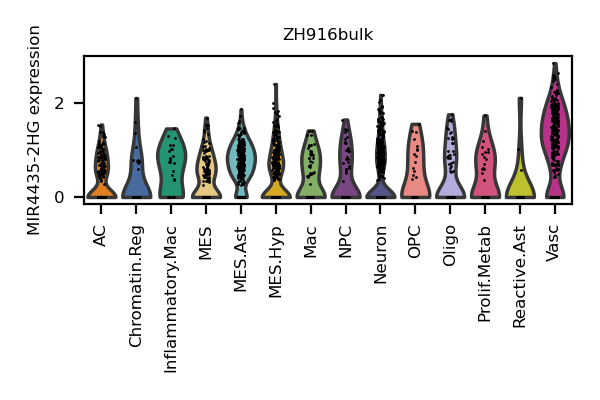 ZH916bulk
MIR4435-2HG expression
2
0
AC
Chromatin.Reg
Inflammatory.Mac
MES
MES.Ast
MES.Hyp
Mac
NPC
Neuron
OPC
Oligo
Prolif.Metab
Reactive.Ast
Vasc